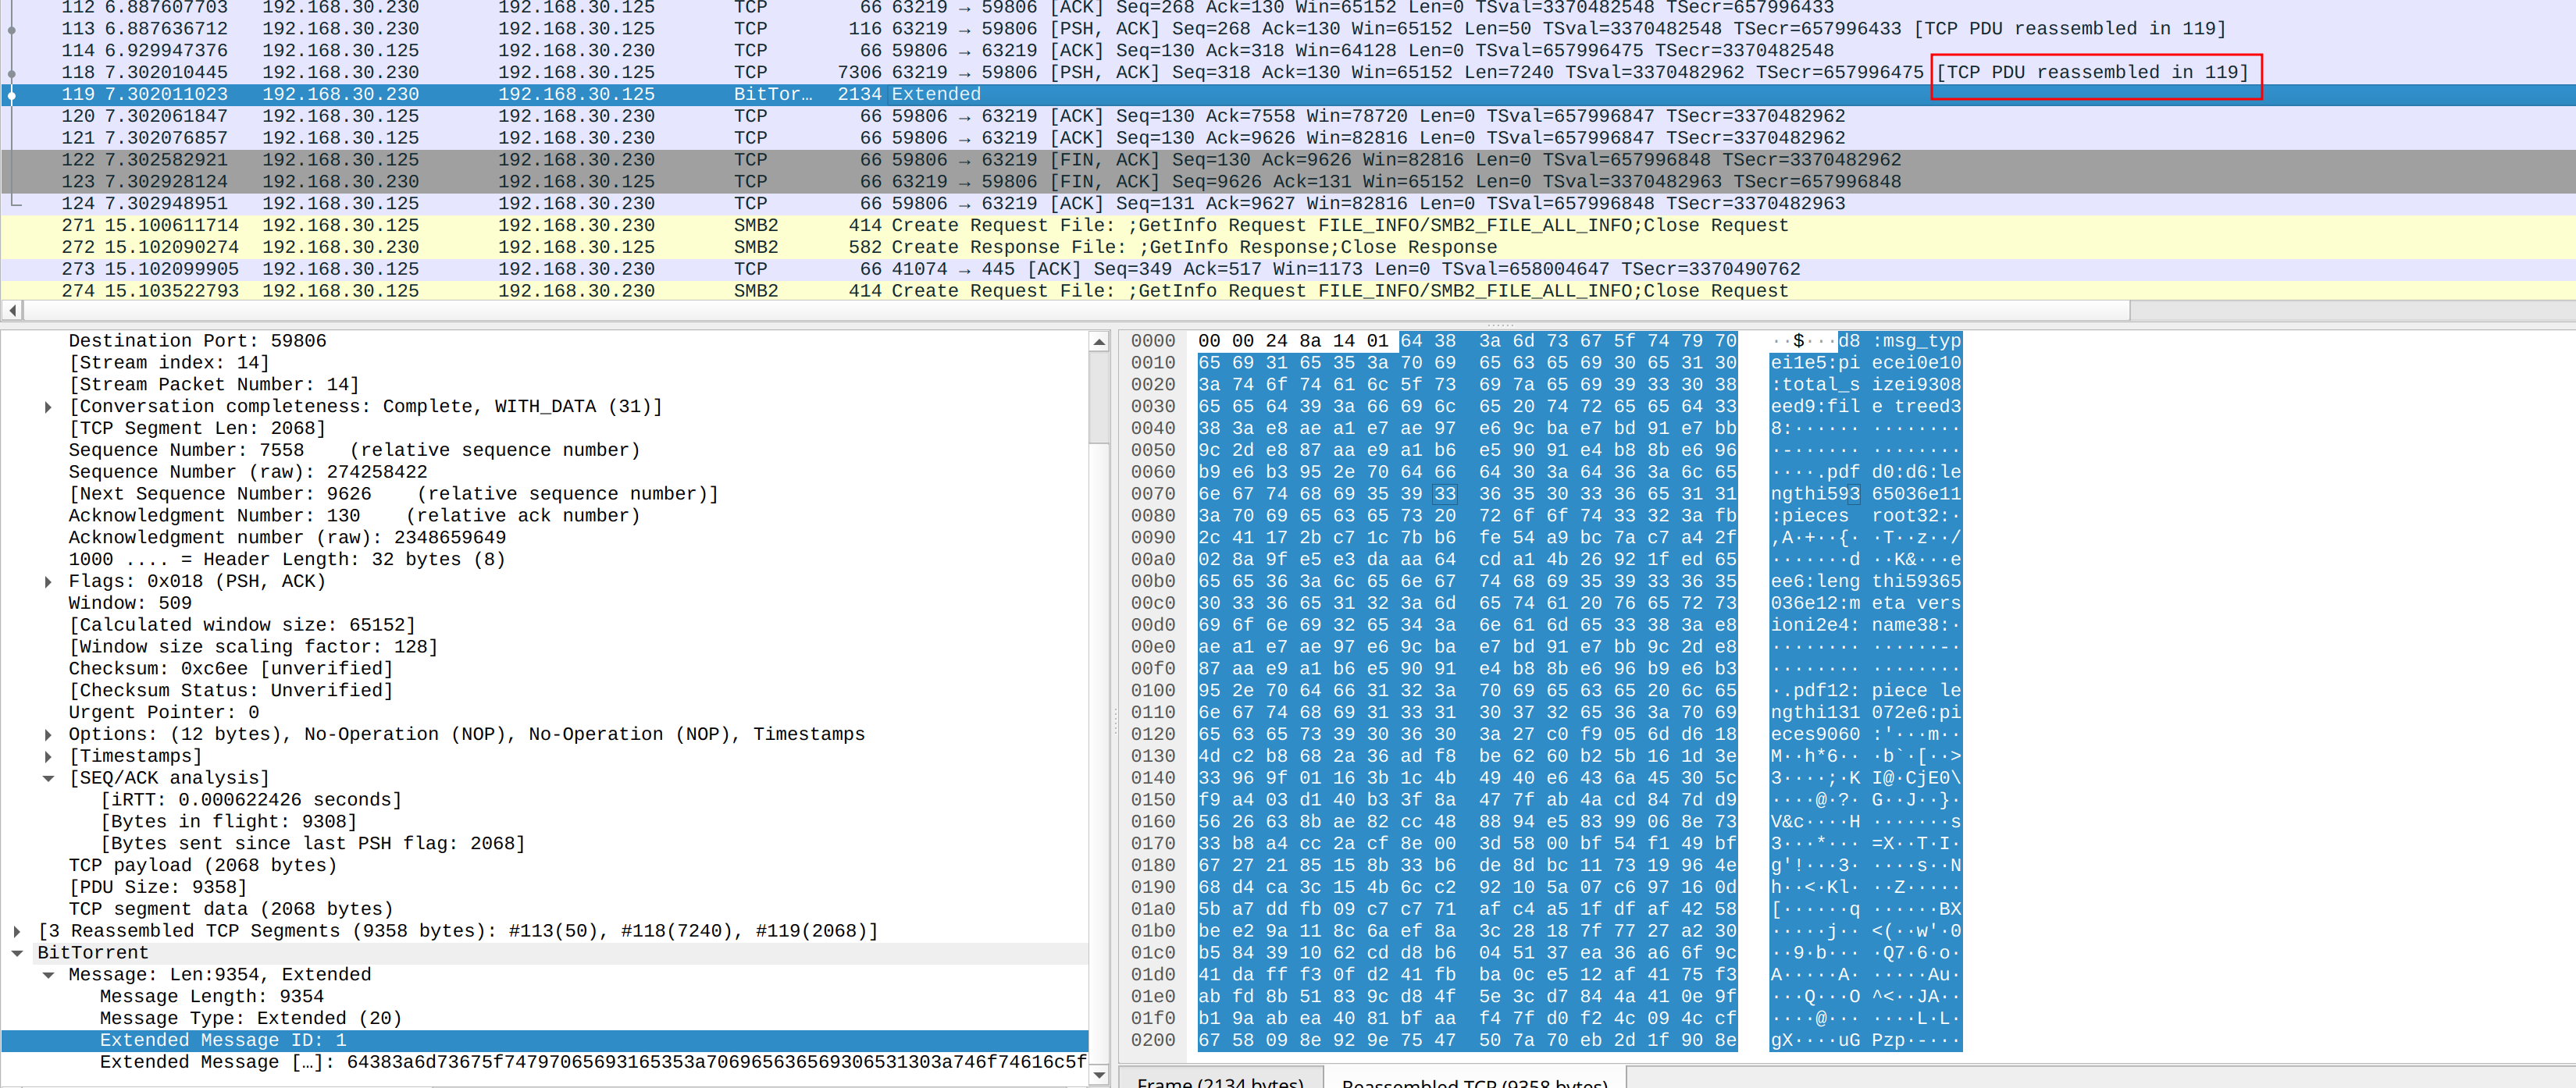 112 6.887607703 192.168.30.230 192.168.30.125 TCP 66 63219 → 59806 [ACK] Seq=268 Ack=130 Win=65152 Len=0 TSval=3370482548 TSecr=657996433
113 6.887636712 192.168.30.230 192.168.30.125 TCP 116 63219 → 59806 [PSH, ACK] Seq=268 Ack=130 Win=65152 Len=50 TSval=3370482548 TSecr=657996433 [TCP PDU reassembled in 119]
114 6.929947376 192.168.30.125 192.168.30.230 TCP 66 59806 → 63219 [ACK] Seq=130 Ack=318 Win=64128 Len=0 TSval=657996475 TSecr=3370482548
118 7.302010445 192.168.30.230 192.168.30.125 TCP 7306 63219 → 59806 [PSH, ACK] Seq=318 Ack=130 Win=65152 Len=7240 TSval=3370482962 TSecr=657996475 [TCP PDU reassembled in 119]
119 7.302011023 192.168.30.230 192.168.30.125 BitTor… 2134 Extended
120 7.302061847 192.168.30.125 192.168.30.230 TCP 66 59806 → 63219 [ACK] Seq=130 Ack=7558 Win=78720 Len=0 TSval=657996847 TSecr=3370482962
121 7.302076857 192.168.30.125 192.168.30.230 TCP 66 59806 → 63219 [ACK] Seq=130 Ack=9626 Win=82816 Len=0 TSval=657996847 TSecr=3370482962
122 7.302582921 192.168.30.125 192.168.30.230 TCP 66 59806 → 63219 [FIN, ACK] Seq=130 Ack=9626 Win=82816 Len=0 TSval=657996848 TSecr=3370482962
123 7.302928124 192.168.30.230 192.168.30.125 TCP 66 63219 → 59806 [FIN, ACK] Seq=9626 Ack=131 Win=65152 Len=0 TSval=3370482963 TSecr=657996848
124 7.302948951 192.168.30.125 192.168.30.230 TCP 66 59806 → 63219 [ACK] Seq=131 Ack=9627 Win=82816 Len=0 TSval=657996848 TSecr=3370482963
271 15.100611714 192.168.30.125 192.168.30.230 SMB2 414 Create Request File: ;GetInfo Request FILE_INFO/SMB2_FILE_ALL_INFO;Close Request
272 15.102090274 192.168.30.230 192.168.30.125 SMB2 582 Create Response File: ;GetInfo Response;Close Response
273 15.102099905 192.168.30.125 192.168.30.230 TCP 66 41074 → 445 [ACK] Seq=349 Ack=517 Win=1173 Len=0 TSval=658004647 TSecr=3370490762
274 15.103522793 192.168.30.125 192.168.30.230 SMB2 414 Create Request File: ;GetInfo Request FILE_INFO/SMB2_FILE_ALL_INFO;Close Request
Destination Port: 59806
[Stream index: 14]
[Stream Packet Number: 14]
[Conversation completeness: Complete, WITH_DATA (31)]
[TCP Segment Len: 2068]
Sequence Number: 7558 (relative sequence number)
Sequence Number (raw): 274258422
[Next Sequence Number: 9626 (relative sequence number)]
Acknowledgment Number: 130 (relative ack number)
Acknowledgment number (raw): 2348659649
1000 .... = Header Length: 32 bytes (8)
Flags: 0x018 (PSH, ACK)
Window: 509
[Calculated window size: 65152]
[Window size scaling factor: 128]
Checksum: 0xc6ee [unverified]
[Checksum Status: Unverified]
Urgent Pointer: 0
Options: (12 bytes), No-Operation (NOP), No-Operation (NOP), Timestamps
[Timestamps]
[SEQ/ACK analysis]
[iRTT: 0.000622426 seconds]
[Bytes in flight: 9308]
[Bytes sent since last PSH flag: 2068]
TCP payload (2068 bytes)
[PDU Size: 9358]
TCP segment data (2068 bytes)
[3 Reassembled TCP Segments (9358 bytes): #113(50), #118(7240), #119(2068)]
BitTorrent
Message: Len:9354, Extended
Message Length: 9354
Message Type: Extended (20)
Extended Message ID: 1
Extended Message […]: 64383a6d73675f747970656931653 53a7069656365693065 31303a746f74616c5f
0000 00 00 24 8a 14 01 64 38 3a 6d 73 67 5f 74 79 70 ··$···d8 :msg_typ
0010 65 69 31 65 35 3a 70 69 65 63 65 69 30 65 31 30 ei1e5:pi ecei0e10
0020 3a 74 6f 74 61 6c 5f 73 69 7a 65 69 39 33 30 38 :total_s izei9308
0030 65 65 64 39 3a 66 69 6c 65 20 74 72 65 65 64 33 eed9:fil e treed3
0040 38 3a e8 ae a1 e7 ae 97 e6 9c ba e7 bd 91 e7 bb 8:······ ········
0050 9c 2d e8 87 aa e9 a1 b6 e5 90 91 e4 b8 8b e6 96 ·-······ ········
0060 b9 e6 b3 95 2e 70 64 66 64 30 3a 64 36 3a 6c 65 ····.pdf d0:d6:le
0070 6e 67 74 68 69 35 39 33 36 35 30 33 36 65 31 31 ngthi593 65036e11
0080 3a 70 69 65 63 65 73 20 72 6f 6f 74 33 32 3a fb :pieces root32:·
0090 2c 41 17 2b c7 1c 7b b6 fe 54 a9 bc 7a c7 a4 2f ,A·+··{· ·T··z··/
00a0 02 8a 9f e5 e3 da aa 64 cd a1 4b 26 92 1f ed 65 ·······d ··K&···e
00b0 65 65 36 3a 6c 65 6e 67 74 68 69 35 39 33 36 35 ee6:leng thi59365
00c0 30 33 36 65 31 32 3a 6d 65 74 61 20 76 65 72 73 036e12:m eta vers
00d0 69 6f 6e 69 32 65 34 3a 6e 61 6d 65 33 38 3a e8 ioni2e4: name38:·
00e0 ae a1 e7 ae 97 e6 9c ba e7 bd 91 e7 bb 9c 2d e8 ········ ······-·
00f0 87 aa e9 a1 b6 e5 90 91 e4 b8 8b e6 96 b9 e6 b3 ········ ········
0100 95 2e 70 64 66 31 32 3a 70 69 65 63 65 20 6c 65 ·.pdf12: piece le
0110 6e 67 74 68 69 31 33 31 30 37 32 65 36 3a 70 69 ngthi131 072e6:pi
0120 65 63 65 73 39 30 36 30 3a 27 c0 f9 05 6d d6 18 eces9060 :'···m··
0130 4d c2 b8 68 2a 36 ad f8 be 62 60 b2 5b 16 1d 3e M··h*6·· ·b`·[··>
0140 33 96 9f 01 16 3b 1c 4b 49 40 e6 43 6a 45 30 5c 3····;·K I@·CjE0\
0150 f9 a4 03 d1 40 b3 3f 8a 47 7f ab 4a cd 84 7d d9 ····@·?· G··J··}·
0160 56 26 63 8b ae 82 cc 48 88 94 e5 83 99 06 8e 73 V&c····H ·······s
0170 33 b8 a4 cc 2a cf 8e 00 3d 58 00 bf 54 f1 49 bf 3···*··· =X··T·I·
0180 67 27 21 85 15 8b 33 b6 de 8d bc 11 73 19 96 4e g'!···3· ····s··N
0190 68 d4 ca 3c 15 4b 6c c2 92 10 5a 07 c6 97 16 0d h··<·Kl· ··Z·····
01a0 5b a7 dd fb 09 c7 c7 71 af c4 a5 1f df af 42 58 [······q ······BX
01b0 be e2 9a 11 8c 6a ef 8a 3c 28 18 7f 77 27 a2 30 ·····j·· <(··w'·0
01c0 b5 84 39 10 62 cd d8 b6 04 51 37 ea 36 a6 6f 9c ··9·b··· ·Q7·6·o·
01d0 41 da ff f3 0f d2 41 fb ba 0c e5 12 af 41 75 f3 A·····A· ·····Au·
01e0 ab fd 8b 51 83 9c d8 4f 5e 3c d7 84 4a 41 0e 9f ···Q···O ^<··JA··
01f0 b1 9a ab ea 40 81 bf aa f4 7f d0 f2 4c 09 4c cf ····@··· ····L·L·
0200 67 58 09 8e 92 9e 75 47 50 7a 70 eb 2d 1f 90 8e gX····uG Pzp·-···
Frame (2134 bytes) Reassembled TCP (9358 bytes)